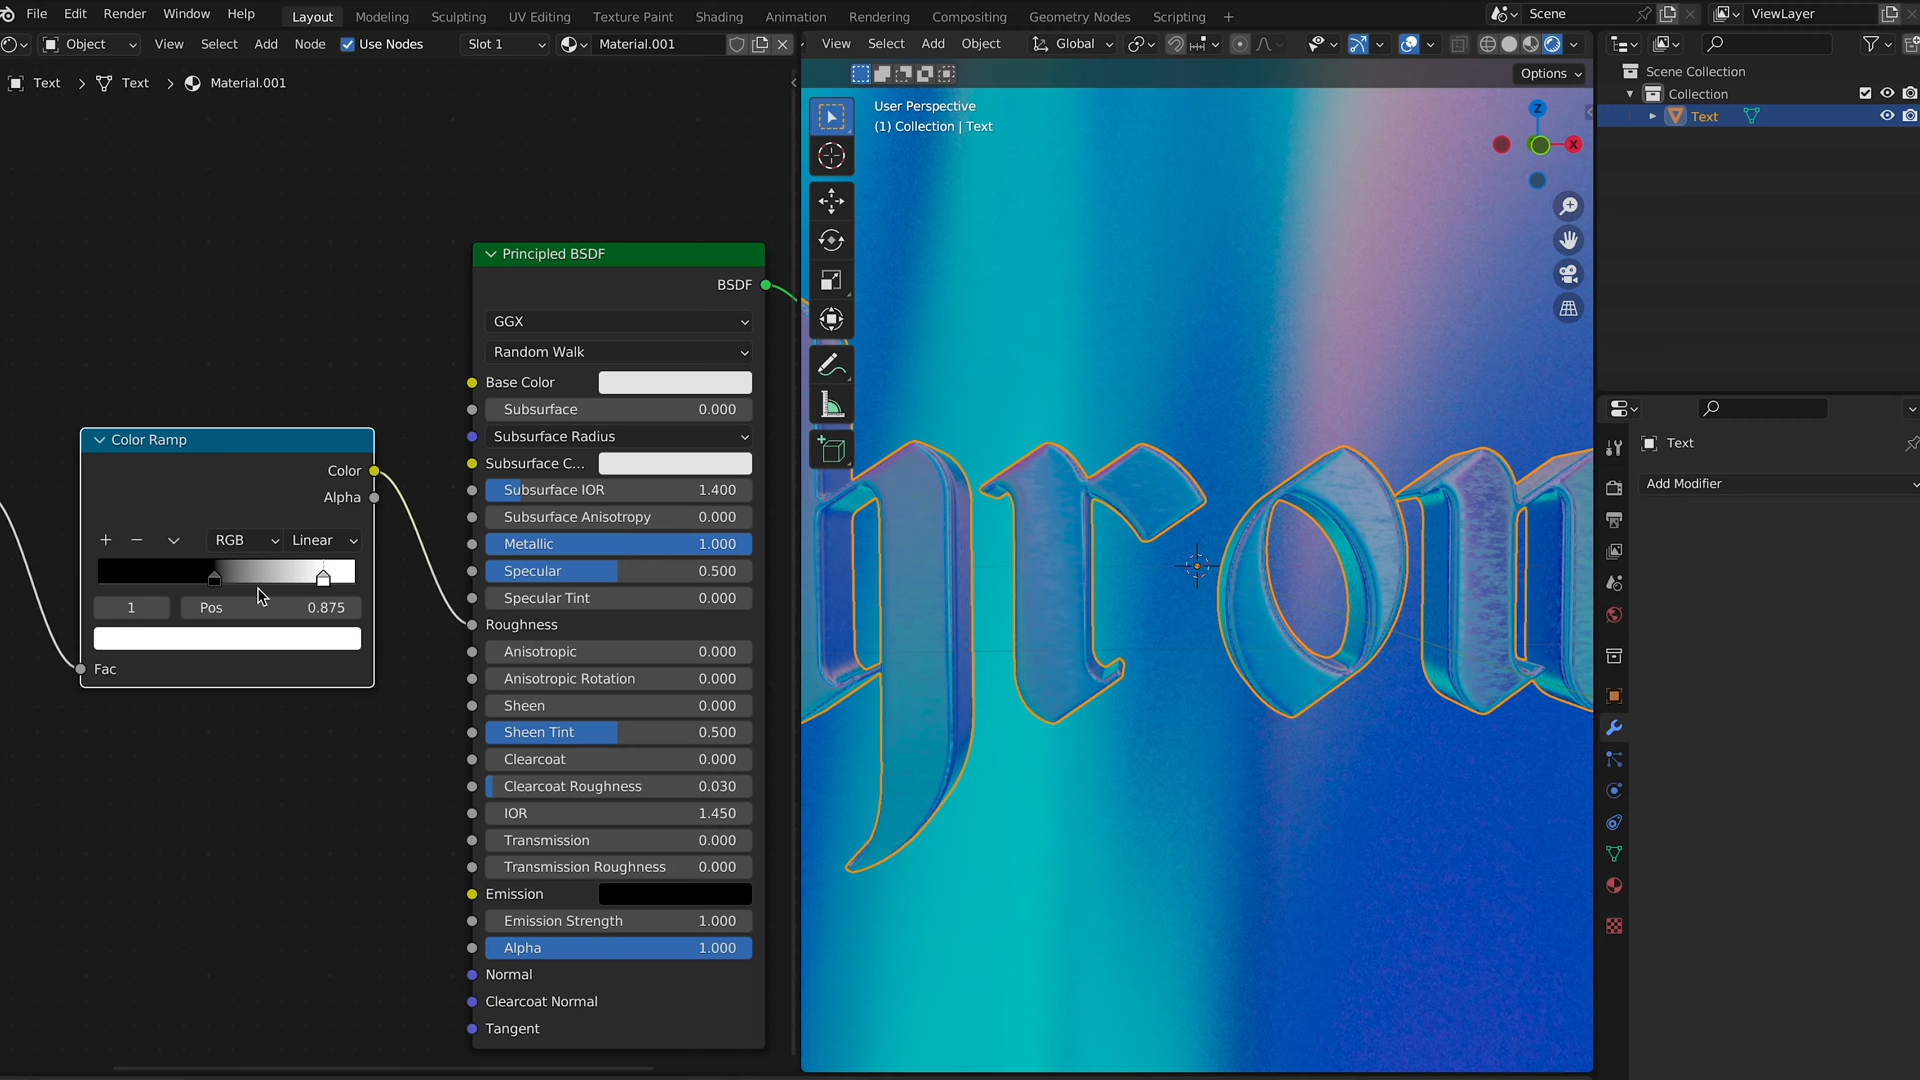 File Edit Render Window Help Layout Modeling Sculpting UV Editing Texture Paint Shading Animation Rendering Compositing Geometry Nodes Scripting + Scene ViewLayer
Object View Select Add Node Use Nodes Slot 1 Material.001 View Select Add Object Global
Options
Text > Text > Material.001
Scene Collection
Collection
Text
User Perspective
(1) Collection | Text
Z
X
Principled BSDF
BSDF
GGX
Random Walk
Base Color
Subsurface 0.000
Subsurface Radius
Subsurface C...
Subsurface IOR 1.400
Subsurface Anisotropy 0.000
Metallic 1.000
Specular 0.500
Specular Tint 0.000
Roughness
Anisotropic 0.000
Anisotropic Rotation 0.000
Sheen 0.000
Sheen Tint 0.500
Clearcoat 0.000
Clearcoat Roughness 0.030
IOR 1.450
Transmission 0.000
Transmission Roughness 0.000
Emission
Emission Strength 1.000
Alpha 1.000
Normal
Clearcoat Normal
Tangent
Color Ramp
Color
Alpha
+ − RGB Linear
1 Pos 0.875
Fac
Text
Add Modifier